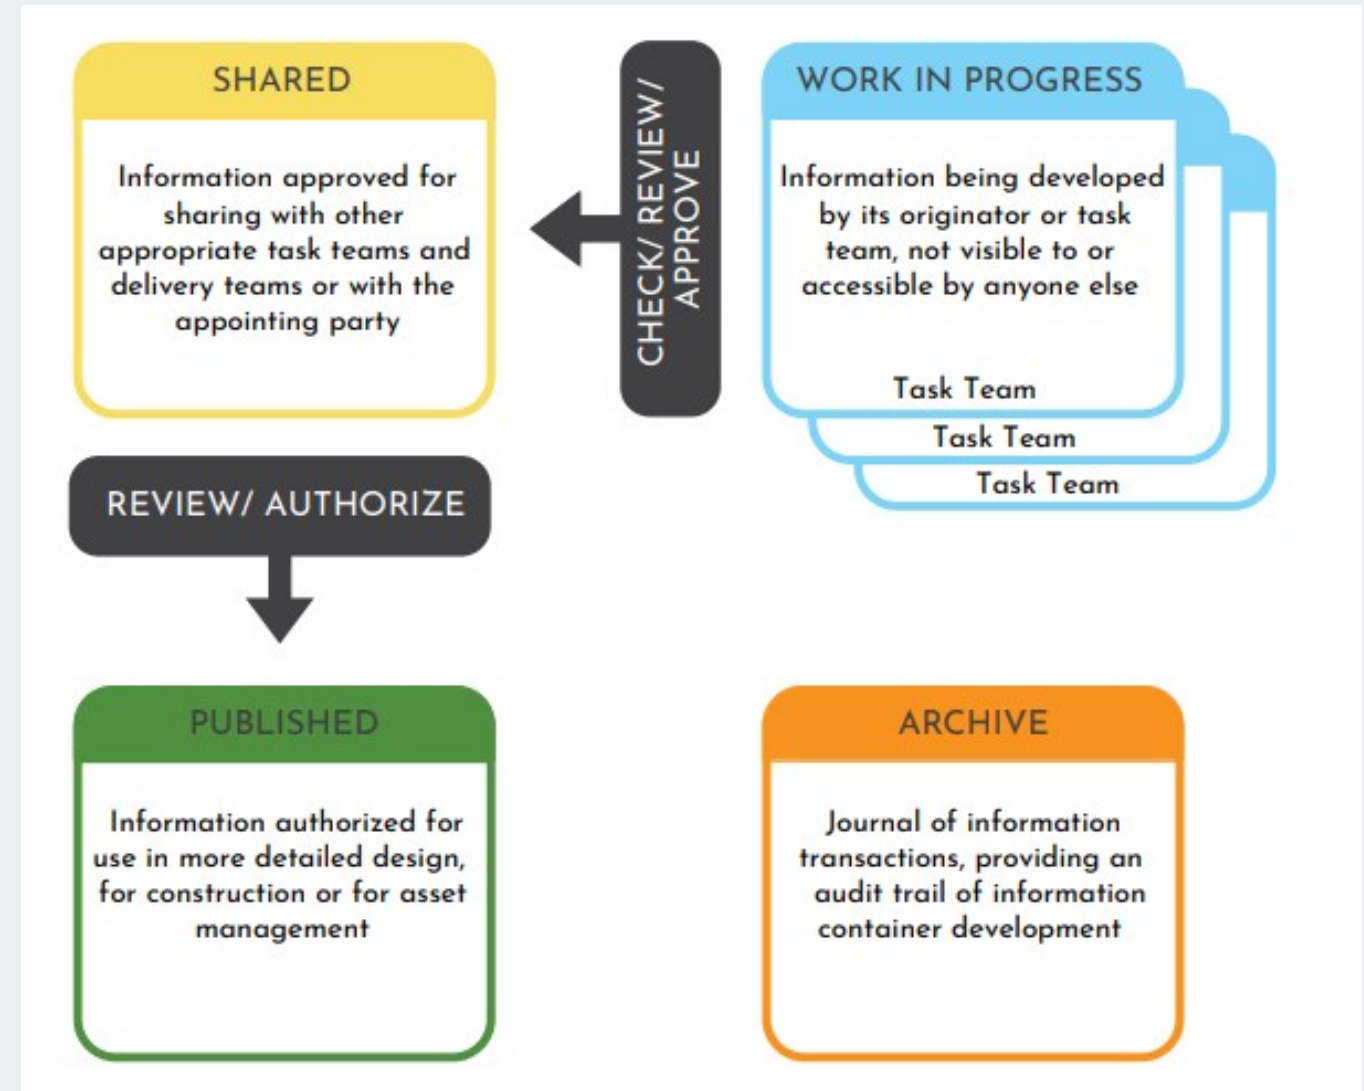 SHARED
Information approved for
sharing with other
appropriate task teams and
delivery teams or with the
appointing party
CHECK/ REVIEW/
APPROVE
WORK IN PROGRESS
Information being developed
by its originator or task
team, not visible to or
accessible by anyone else
Task Team
Task Team
Task Team
REVIEW/ AUTHORIZE
PUBLISHED
Information authorized for
use in more detailed design,
for construction or for asset
management
ARCHIVE
Journal of information
transactions, providing an
audit trail of information
container development